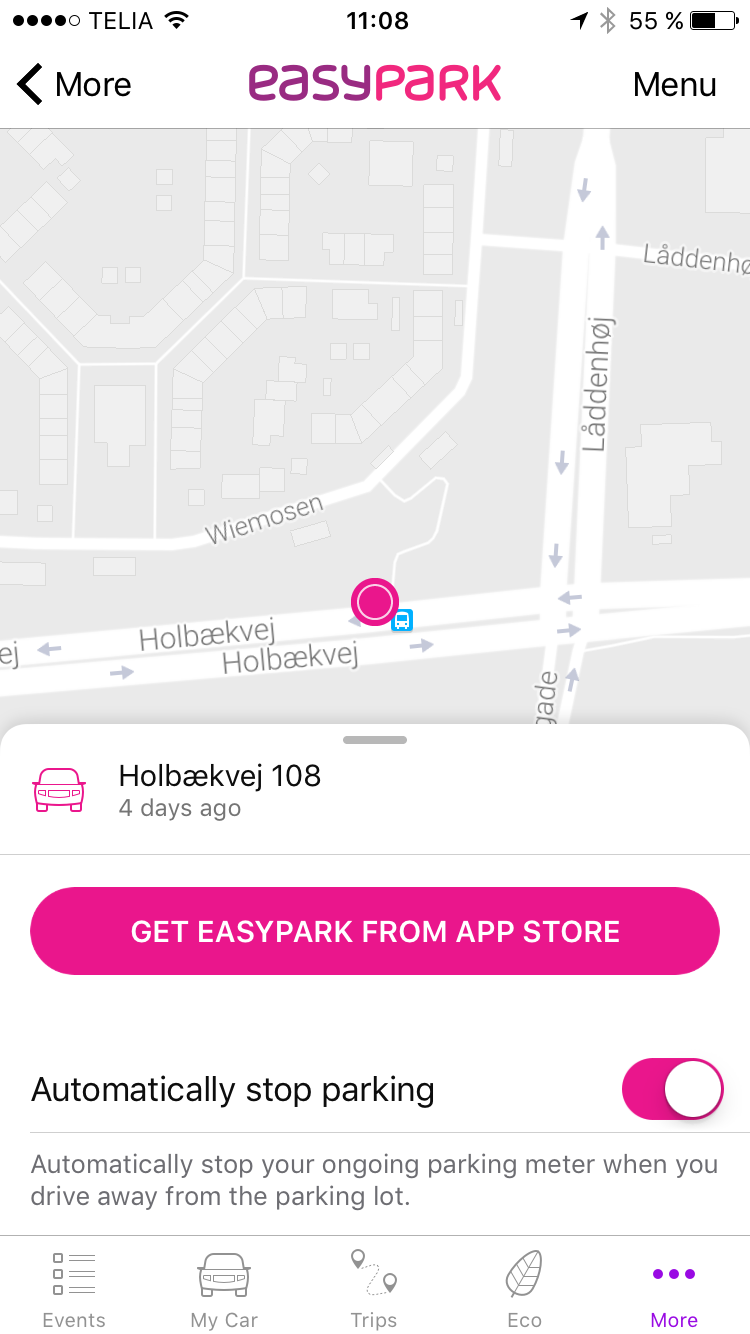 TELIA 11:08 55 %
More easypark Menu
Låddenhø
Låddenhøj
Wiemosen
Holbækvej
ej
Holbækvej
gade
Holbækvej 108
4 days ago
GET EASYPARK FROM APP STORE
Automatically stop parking
Automatically stop your ongoing parking meter when you
drive away from the parking lot.
Events My Car Trips Eco More